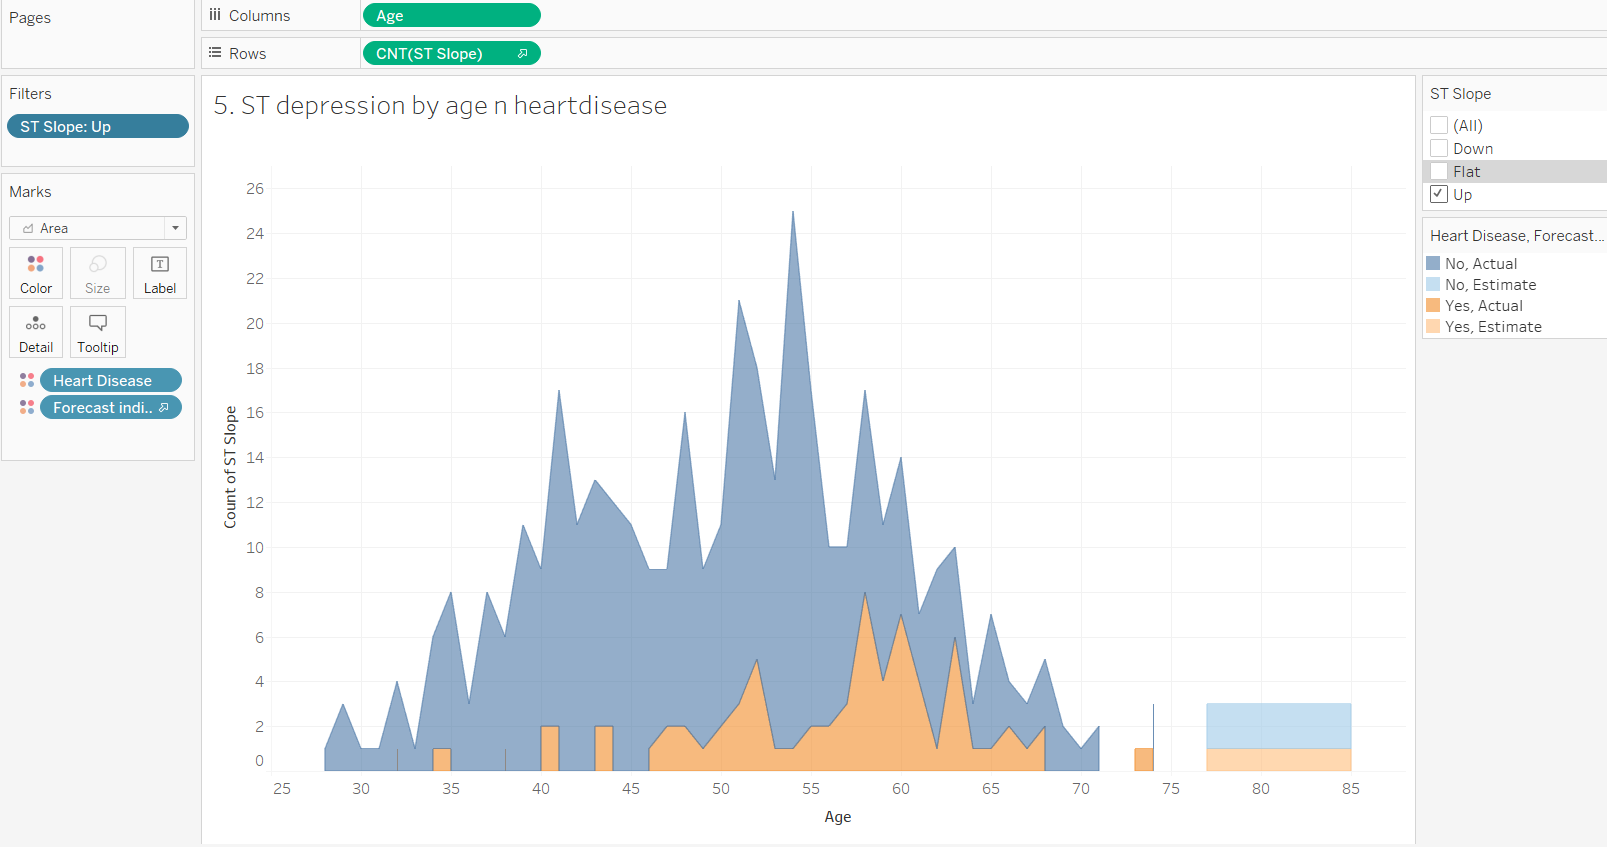 Pages
Columns
Age
Rows
CNT(ST Slope)
Filters
ST Slope: Up
Marks
Area
Color
Size
Label
Detail
Tooltip
Heart Disease
Forecast indi..
5. ST depression by age n heartdisease
Count of ST Slope
26
24
22
20
18
16
14
12
10
8
6
4
2
0
25 30 35 40 45 50 55 60 65 70 75 80 85
Age
ST Slope
(All)
Down
Flat
Up
Heart Disease, Forecast...
No, Actual
No, Estimate
Yes, Actual
Yes, Estimate